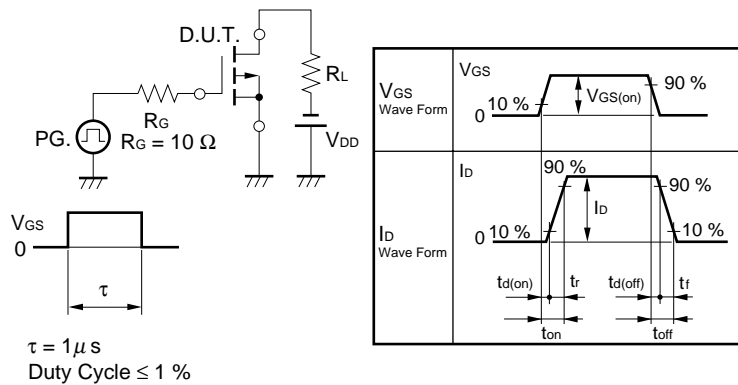 D.U.T.
RL
RG
PG.
RG = 10 Ω
VDD
VGS
0
τ
τ = 1μ s
Duty Cycle ≤ 1 %
VGS
Wave Form
VGS
10 %
0
VGS(on)
90 %
ID
Wave Form
ID
90 %
90 %
0
10 %
ID
10 %
td(on)
tr
td(off)
tf
ton
toff